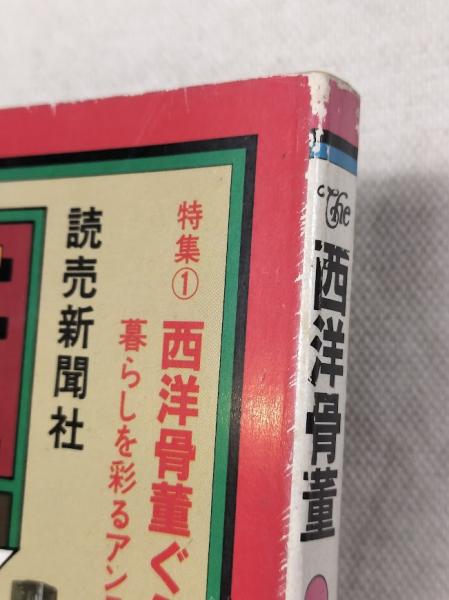 The 西洋骨董
特集①
西洋骨董ぐ
暮らしを彩るアン
読売新聞社